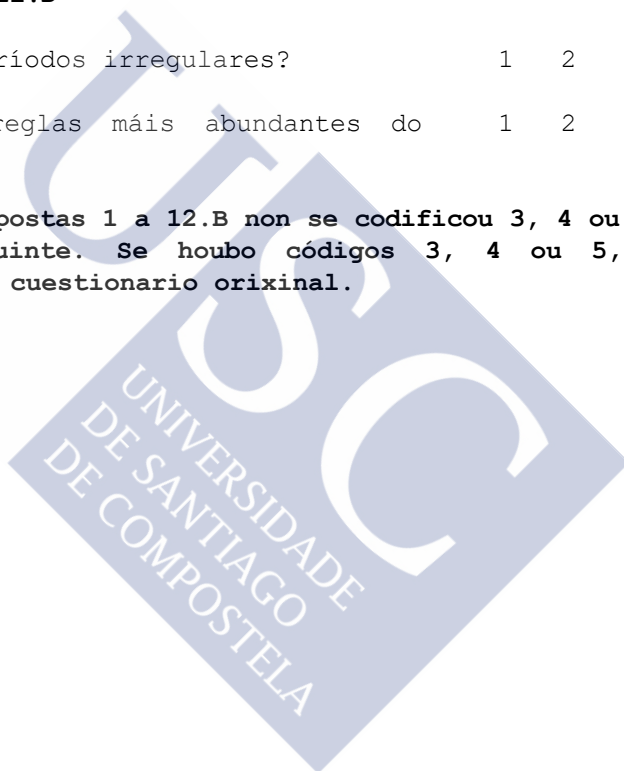 ríodos irregulares? 1 2
reglas máis abundantes do 1 2
postas 1 a 12.B non se codificou 3, 4 ou
uinte. Se houbo códigos 3, 4 ou 5,
cuestionario orixinal.
USC
UNIVERSIDADE
DE SANTIAGO
DE COMPOSTELA